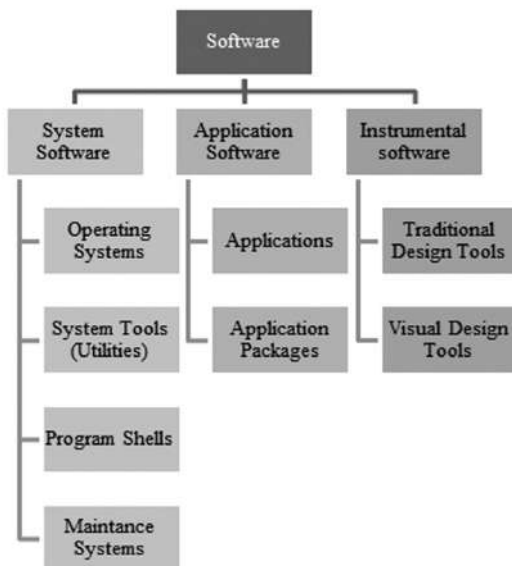 Software
System
Software
Application
Software
Instrumental
software
Operating
Systems
System Tools
(Utilities)
Program Shells
Maintance
Systems
Applications
Application
Packages
Traditional
Design Tools
Visual Design
Tools